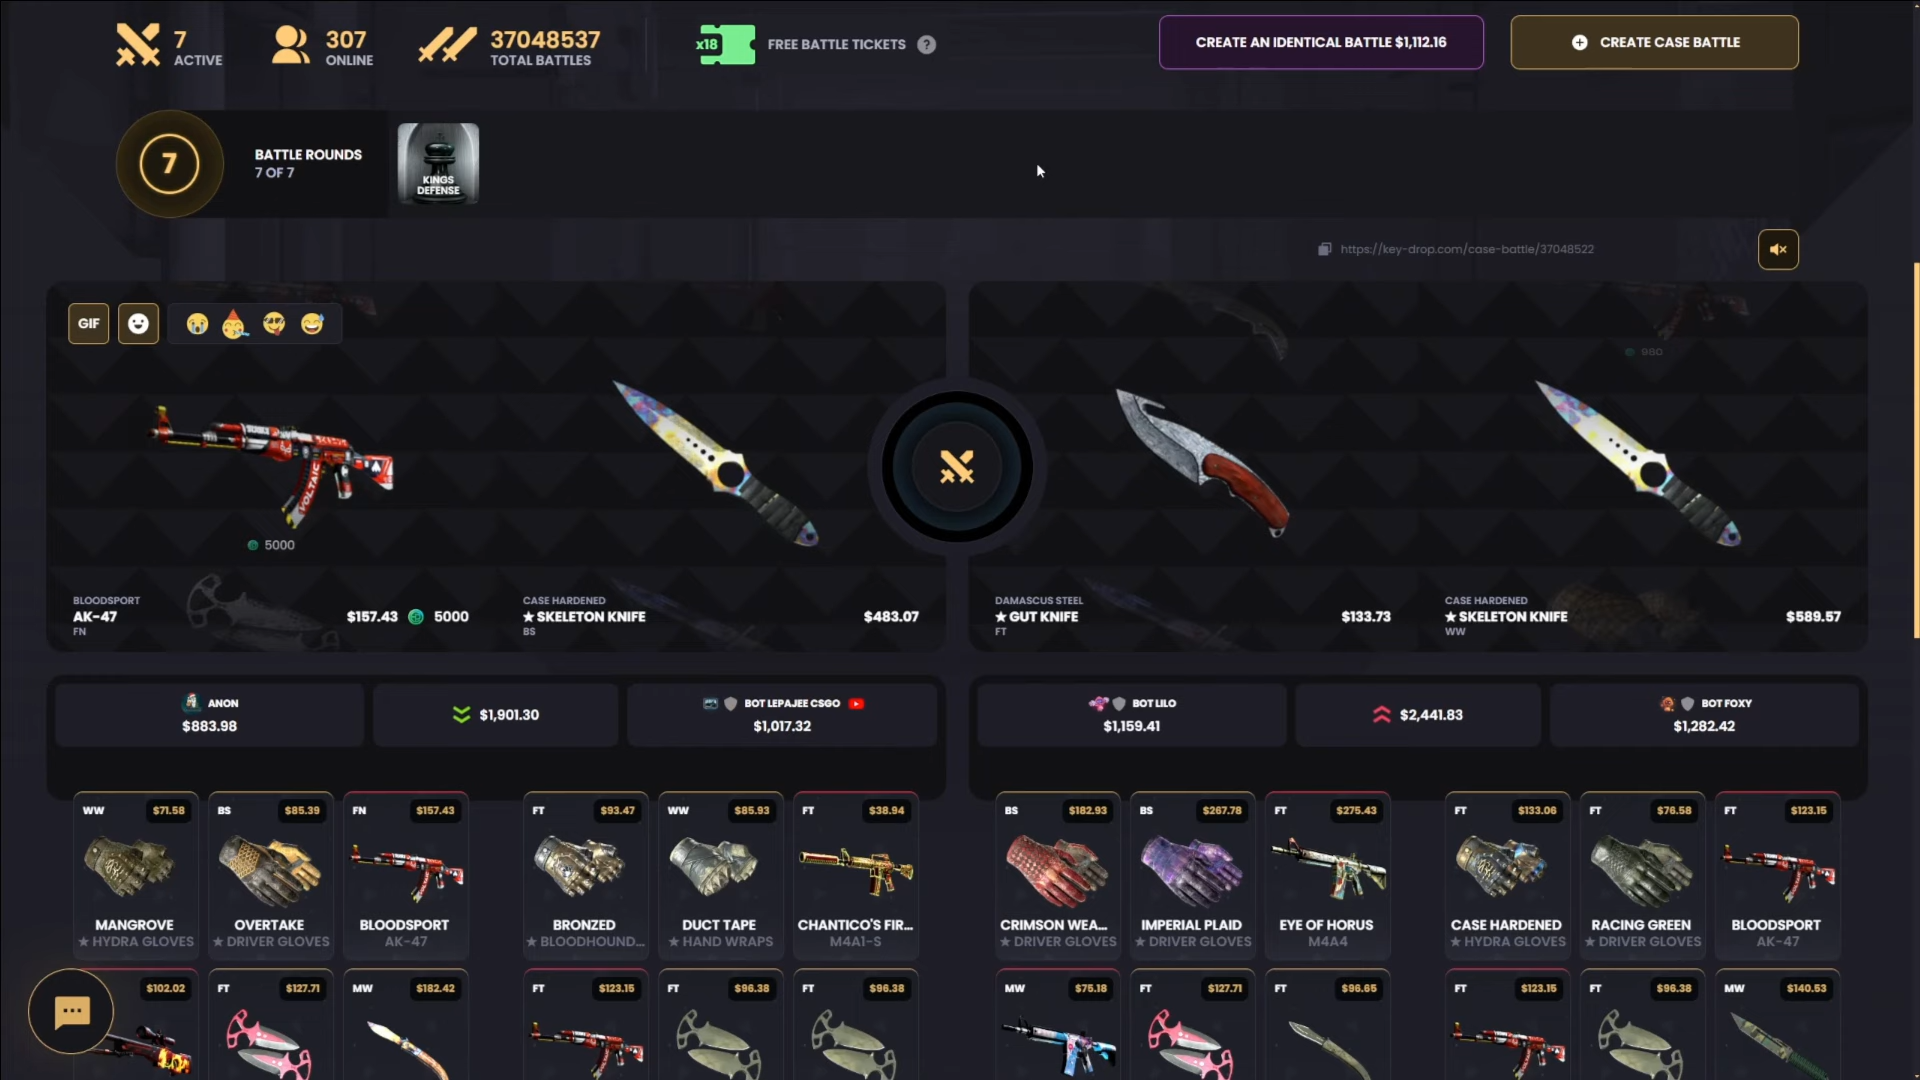 7
ACTIVE
307
ONLINE
37048537
TOTAL BATTLES
x18
FREE BATTLE TICKETS
?
CREATE AN IDENTICAL BATTLE $1,112.16
CREATE CASE BATTLE
7
BATTLE ROUNDS
7 OF 7
KINGS
DEFENSE
https://key-drop.com/case-battle/37048522
GIF
980
VOLTAIC
5000
BLOODSPORT
AK-47
FN
$157.43
5000
CASE HARDENED
★ SKELETON KNIFE
BS
$483.07
DAMASCUS STEEL
★ GUT KNIFE
FT
$133.73
CASE HARDENED
★ SKELETON KNIFE
WW
$589.57
ANON
$883.98
$1,901.30
BOT LEPAJEE CSGO
$1,017.32
BOT LILO
$1,159.41
$2,441.83
BOT FOXY
$1,282.42
WW $71.58
MANGROVE
★ HYDRA GLOVES
BS $85.39
OVERTAKE
★ DRIVER GLOVES
FN $157.43
BLOODSPORT
AK-47
FT $93.47
BRONZED
★ BLOODHOUND...
WW $85.93
DUCT TAPE
★ HAND WRAPS
FT $38.94
CHANTICO'S FIR...
M4A1-S
BS $182.93
CRIMSON WEA...
★ DRIVER GLOVES
BS $267.78
IMPERIAL PLAID
★ DRIVER GLOVES
FT $275.43
EYE OF HORUS
M4A4
FT $133.06
CASE HARDENED
★ HYDRA GLOVES
FT $76.58
RACING GREEN
★ DRIVER GLOVES
FT $123.15
BLOODSPORT
AK-47
$102.02
FT $127.71
MW $182.42
FT $123.15
FT $96.38
FT $96.38
MW $75.18
FT $127.71
FT $96.65
FT $123.15
FT $96.38
MW $140.53